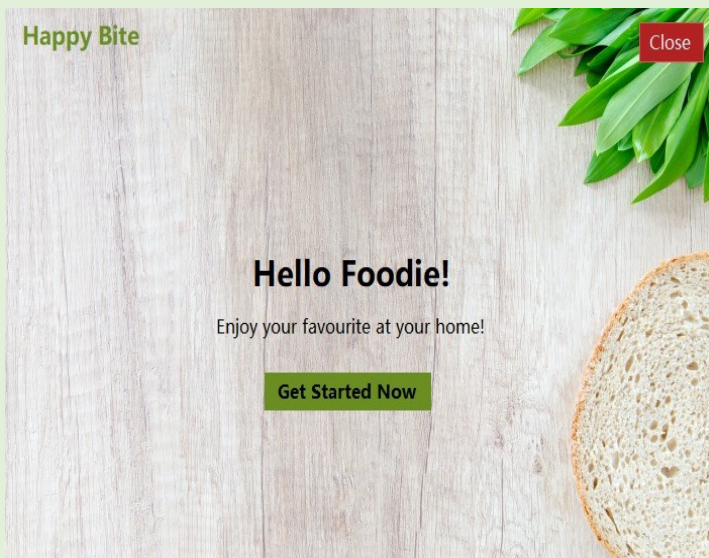 Happy Bite
Close
Hello Foodie!
Enjoy your favourite at your home!
Get Started Now